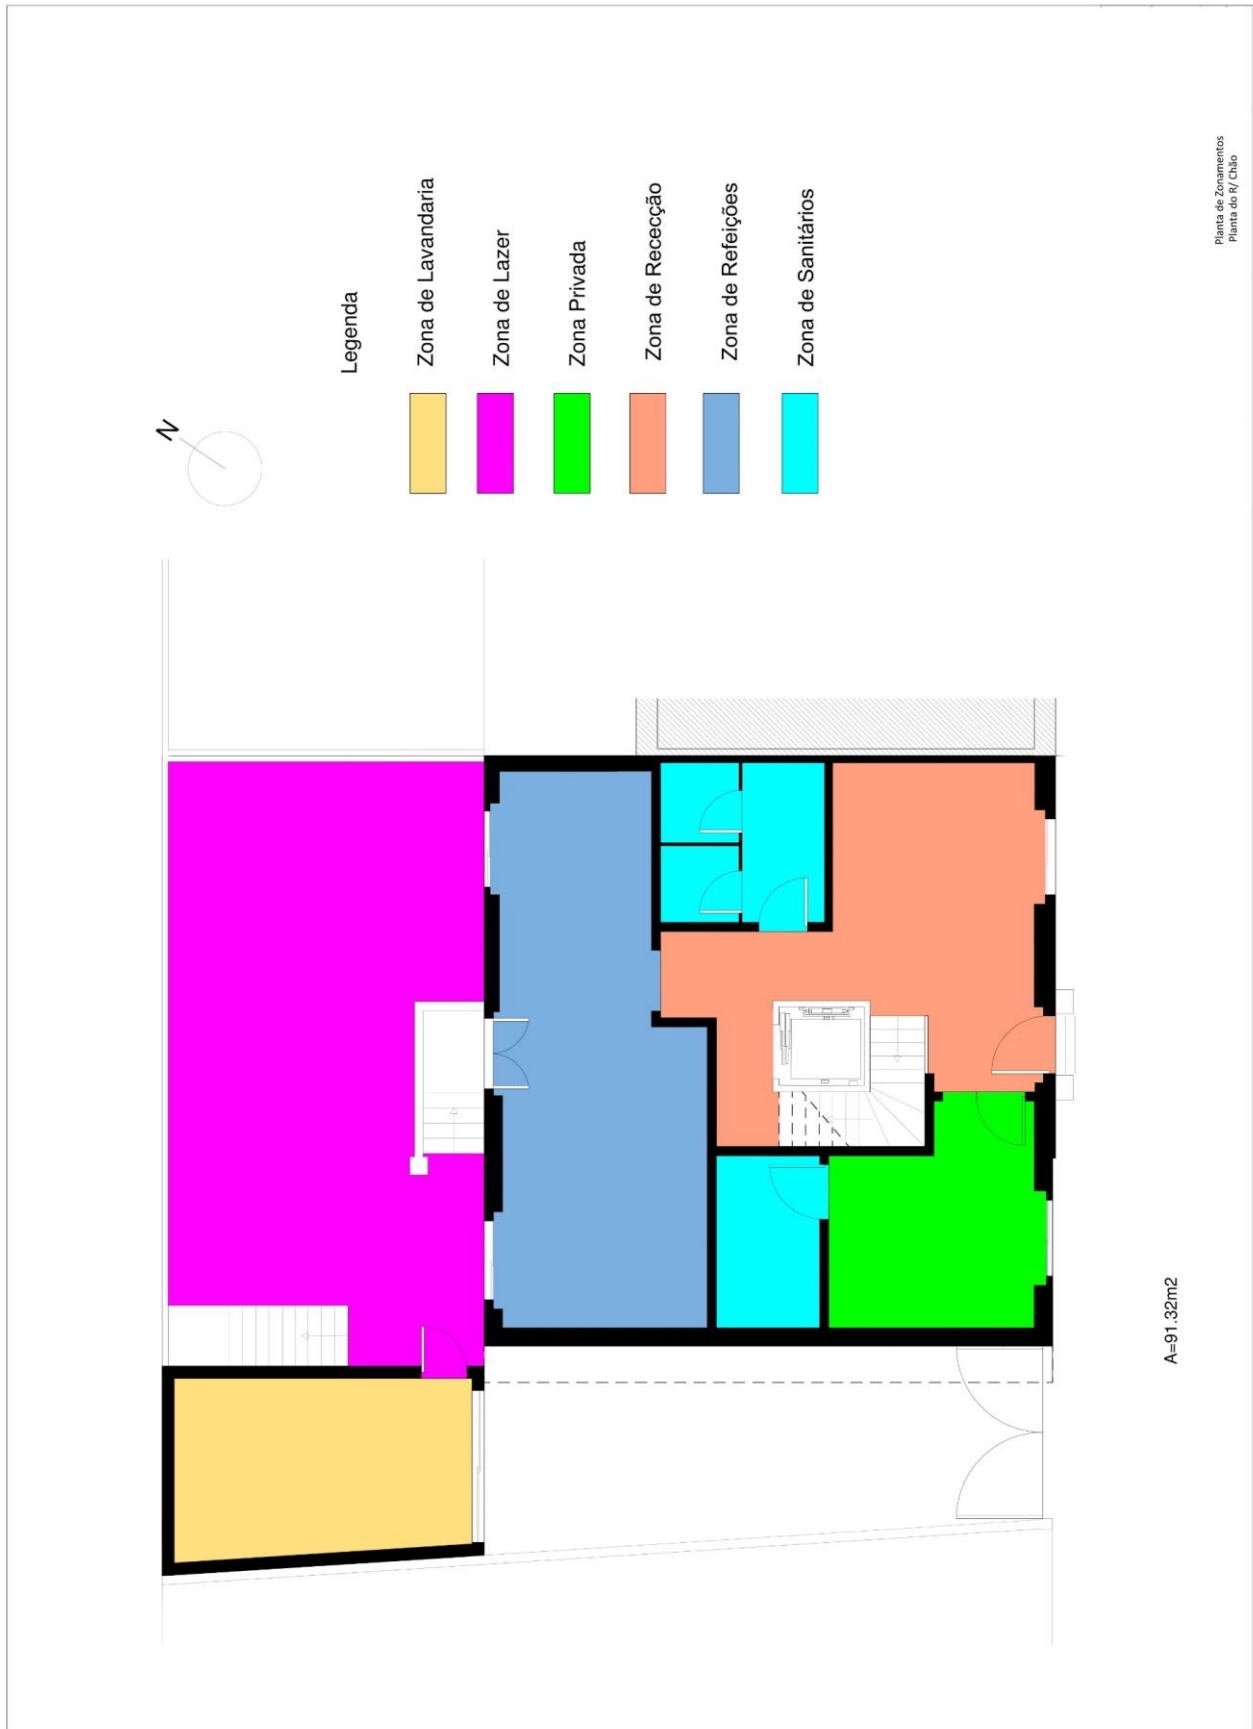 N
Legenda
Zona de Lavandaria
Zona de Lazer
Zona Privada
Zona de Rececção
Zona de Refeições
Zona de Sanitários
A=91.32m2
Planta de Zonamentos
Planta do R/ Chão